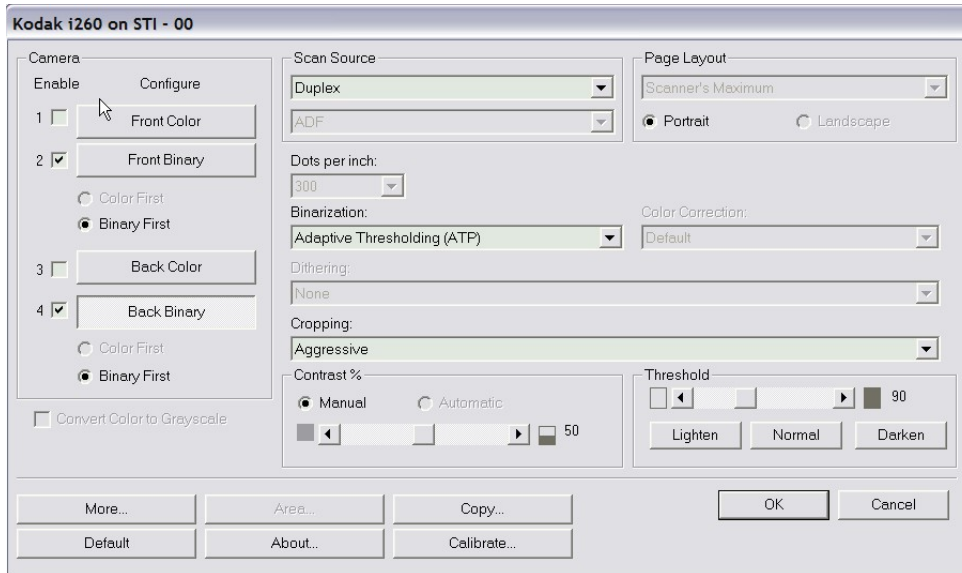 Kodak i260 on STI - 00
Camera
Enable Configure
1 Front Color
2 Front Binary
Color First
Binary First
3 Back Color
4 Back Binary
Color First
Binary First
Convert Color to Grayscale
Scan Source
Duplex
ADF
Page Layout
Scanner's Maximum
Portrait Landscape
Dots per inch:
300
Binarization:
Adaptive Thresholding (ATP)
Color Correction:
Default
Dithering:
None
Cropping:
Aggressive
Contrast %
Manual Automatic
50
Threshold
90
Lighten Normal Darken
More... Area... Copy...
Default About... Calibrate...
OK Cancel